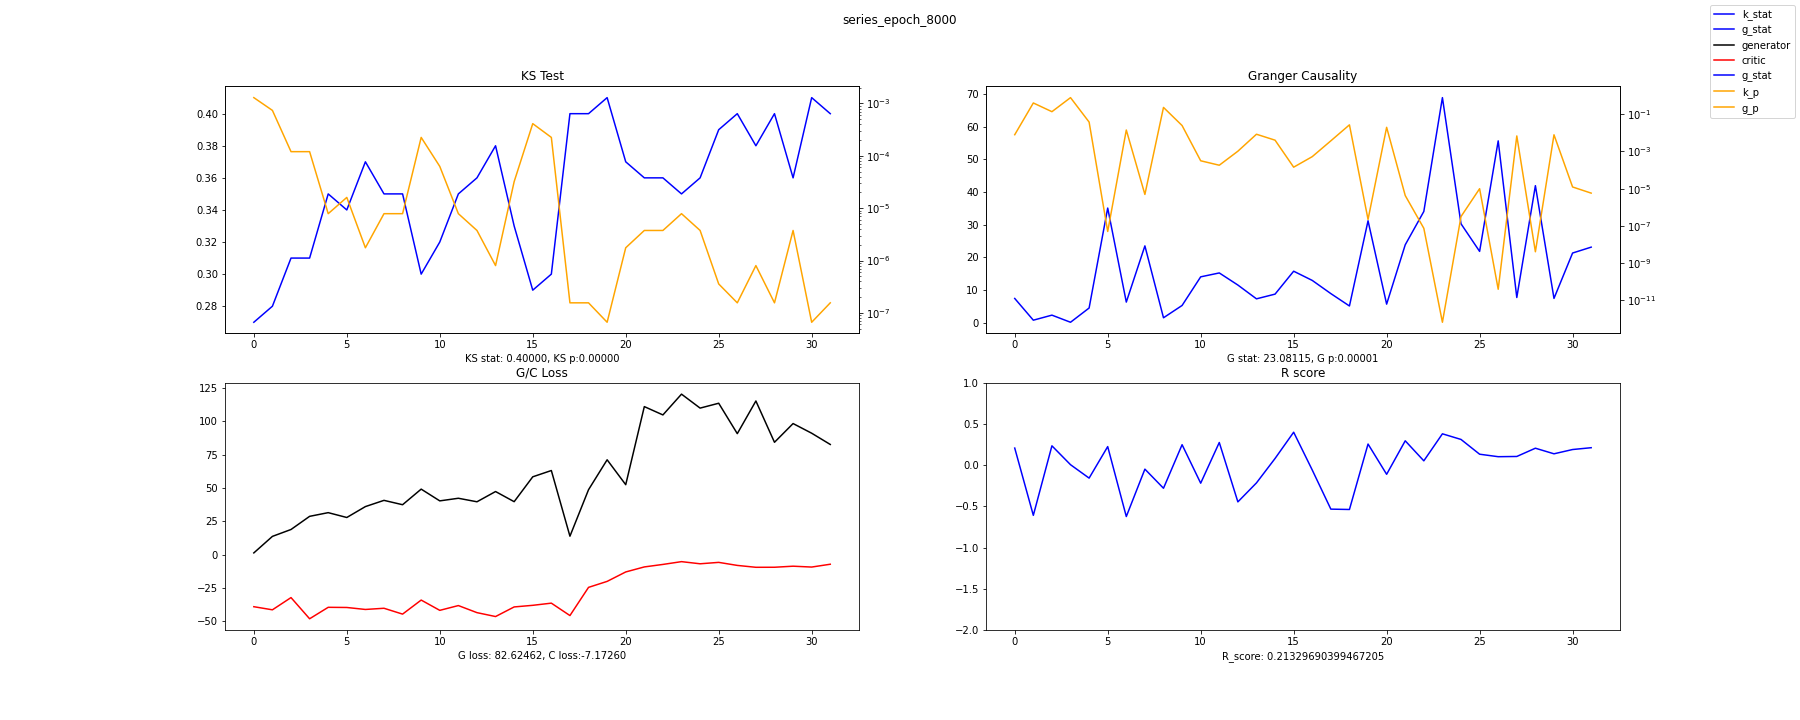 series_epoch_8000
k_stat
g_stat
generator
critic
g_stat
k_p
g_p
KS Test
0.40
0.38
0.36
0.34
0.32
0.30
0.28
10⁻³
10⁻⁴
10⁻⁵
10⁻⁶
10⁻⁷
0 5 10 15 20 25 30
KS stat: 0.40000, KS p:0.00000
Granger Causality
70
60
50
40
30
20
10
0
10⁻¹
10⁻³
10⁻⁵
10⁻⁷
10⁻⁹
10⁻¹¹
0 5 10 15 20 25 30
G stat: 23.08115, G p:0.00001
G/C Loss
125
100
75
50
25
0
−25
−50
0 5 10 15 20 25 30
G loss: 82.62462, C loss:-7.17260
R score
1.0
0.5
0.0
−0.5
−1.0
−1.5
−2.0
0 5 10 15 20 25 30
R_score: 0.21329690399467205